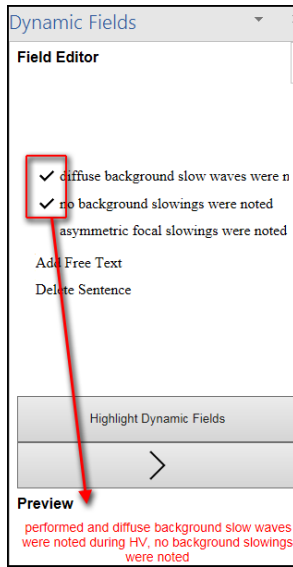 Dynamic Fields
Field Editor
diffuse background slow waves were n
no background slowings were noted
asymmetric focal slowings were noted
Add Free Text
Delete Sentence
Highlight Dynamic Fields
Preview
performed and diffuse background slow waves
were noted during HV, no background slowings
were noted